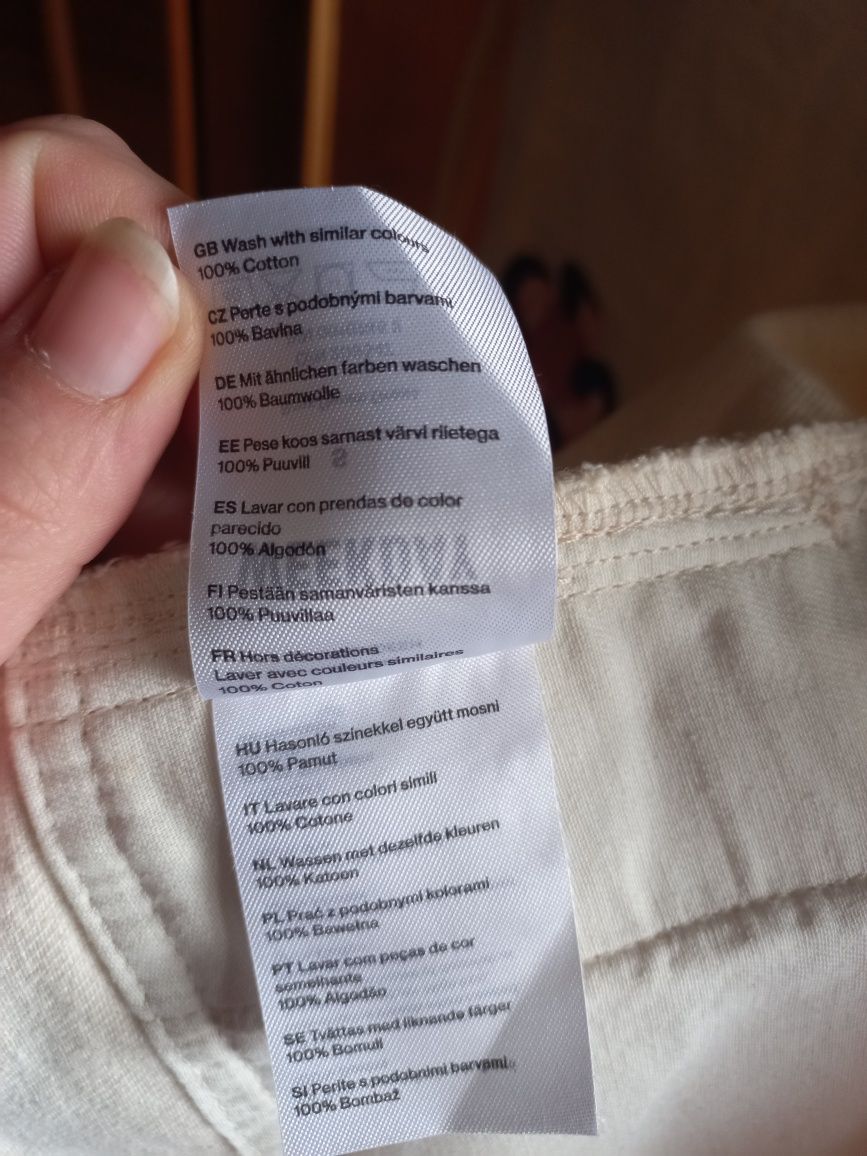 GB Wash with similar colours
100% Cotton
CZ Perte s podobnými barvami
100% Bavlna
DE Mit ähnlichen farben waschen
100% Baumwolle
EE Pese koos sarnast värvi riietega
100% Puuvill
ES Lavar con prendas de color
parecido
100% Algodón
FI Pestään samanväristen kanssa
100% Puuvillaa
FR Hors décorations
Laver avec couleurs similaires
100% Coton
HU Hasonló színekkel együtt mosni
100% Pamut
IT Lavare con colori simili
100% Cotone
NL Wassen met dezelfde kleuren
100% Katoen
PL Prać z podobnymi kolorami
100% Bawełna
PT Lavar com peças de cor
semelhante
100% Algodão
SE Tvättas med liknande färger
100% Bomull
SI Perite s podobnimi barvami
100% Bombaž